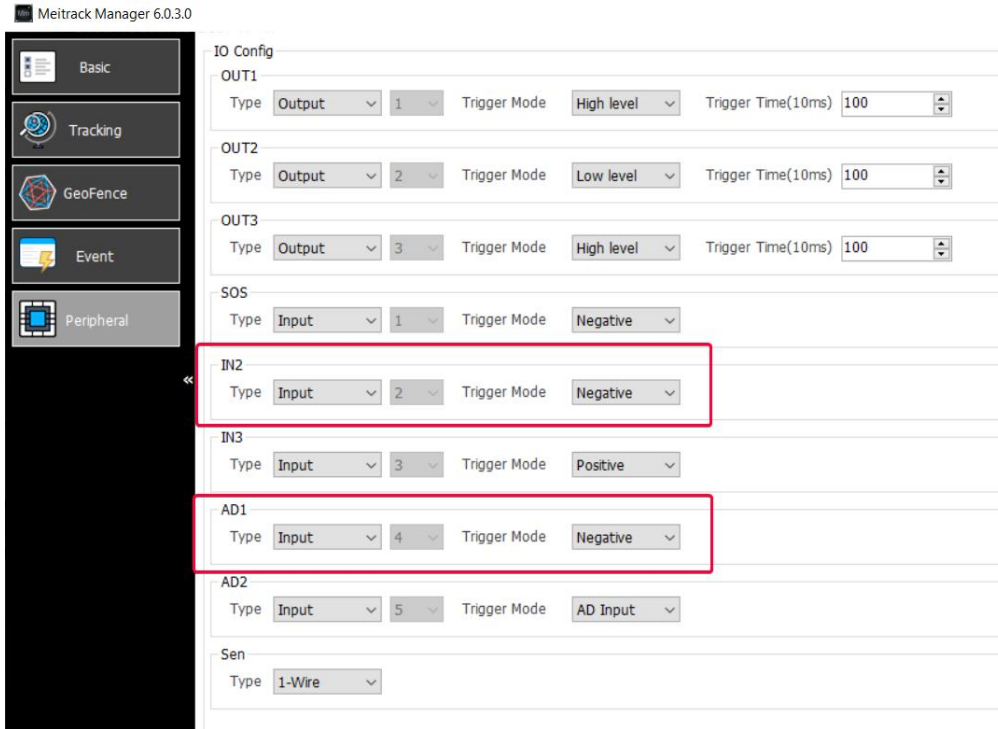 Meitrack Manager 6.0.3.0
Basic
Tracking
GeoFence
Event
Peripheral
«
IO Config
OUT1
Type Output 1 Trigger Mode High level Trigger Time(10ms) 100
OUT2
Type Output 2 Trigger Mode Low level Trigger Time(10ms) 100
OUT3
Type Output 3 Trigger Mode High level Trigger Time(10ms) 100
SOS
Type Input 1 Trigger Mode Negative
IN2
Type Input 2 Trigger Mode Negative
IN3
Type Input 3 Trigger Mode Positive
AD1
Type Input 4 Trigger Mode Negative
AD2
Type Input 5 Trigger Mode AD Input
Sen
Type 1-Wire